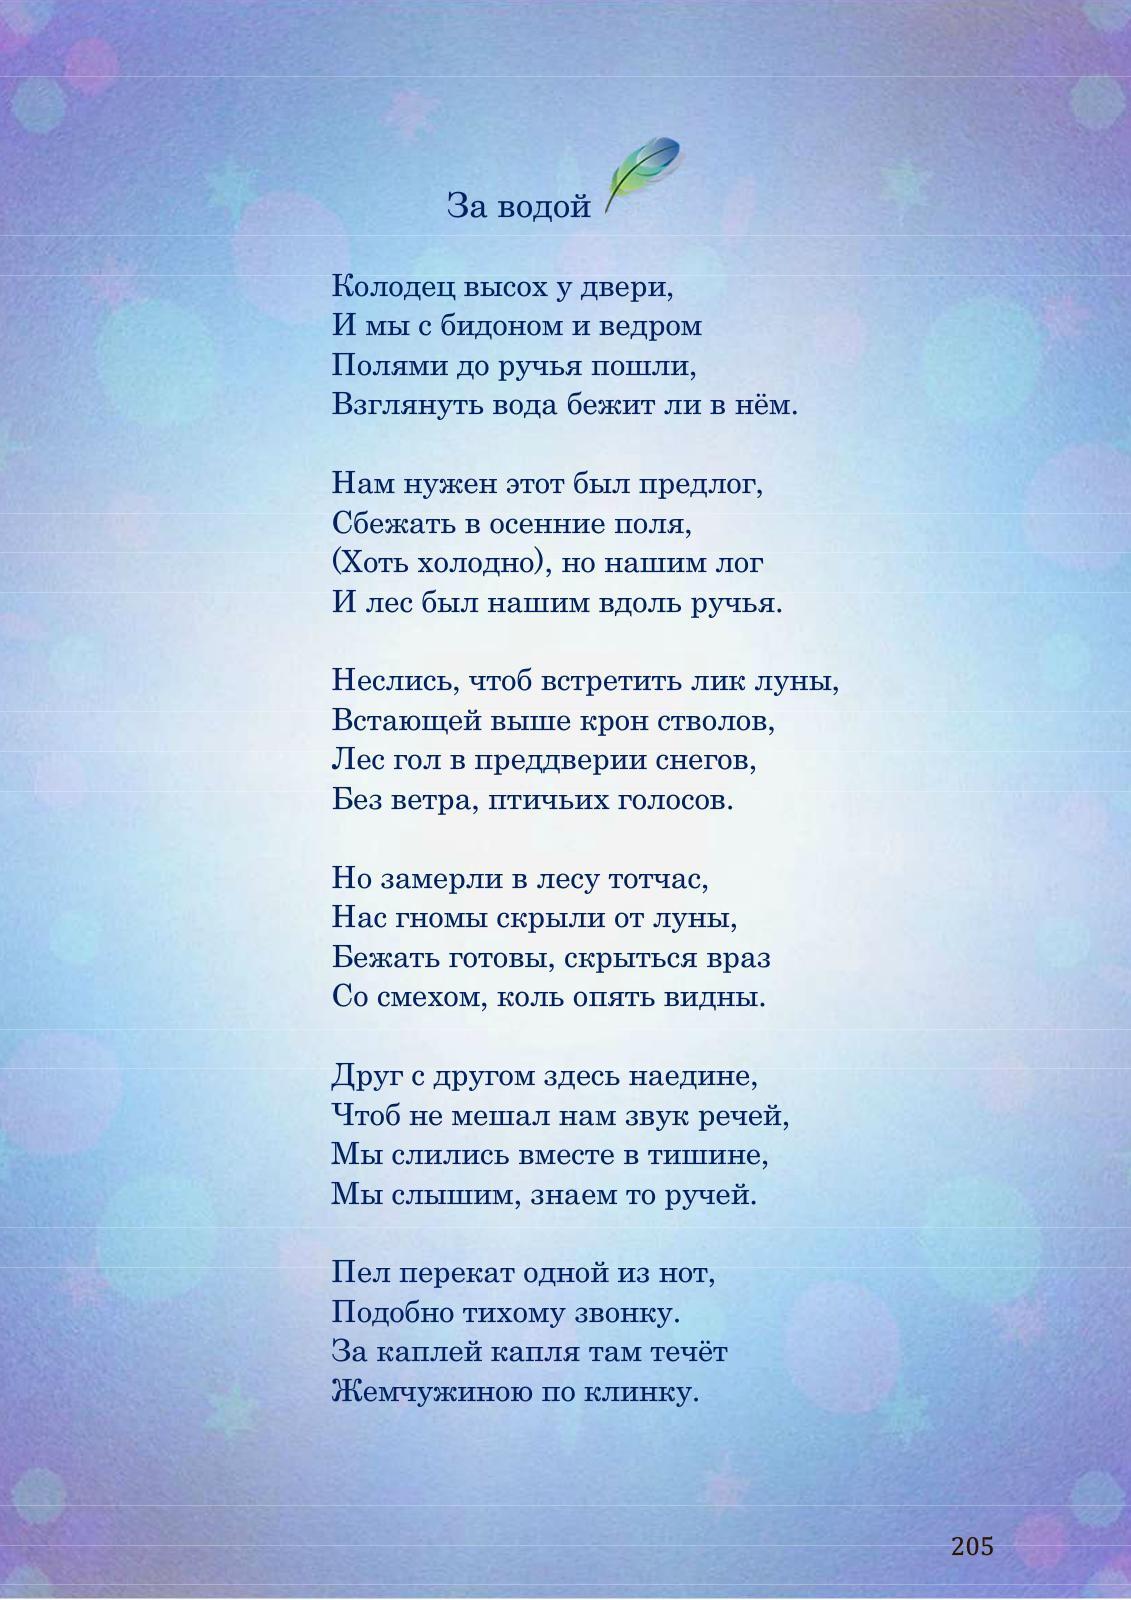 За водой
Колодец высох у двери,
И мы с бидоном и ведром
Полями до ручья пошли,
Взглянуть вода бежит ли в нём.
Нам нужен этот был предлог,
Сбежать в осенние поля,
(Хоть холодно), но нашим лог
И лес был нашим вдоль ручья.
Неслись, чтоб встретить лик луны,
Встающей выше крон стволов,
Лес гол в преддверии снегов,
Без ветра, птичьих голосов.
Но замерли в лесу тотчас,
Нас гномы скрыли от луны,
Бежать готовы, скрыться враз
Со смехом, коль опять видны.
Друг с другом здесь наедине,
Чтоб не мешал нам звук речей,
Мы слились вместе в тишине,
Мы слышим, знаем то ручей.
Пел перекат одной из нот,
Подобно тихому звонку.
За каплей капля там течёт
Жемчужиною по клинку.
205